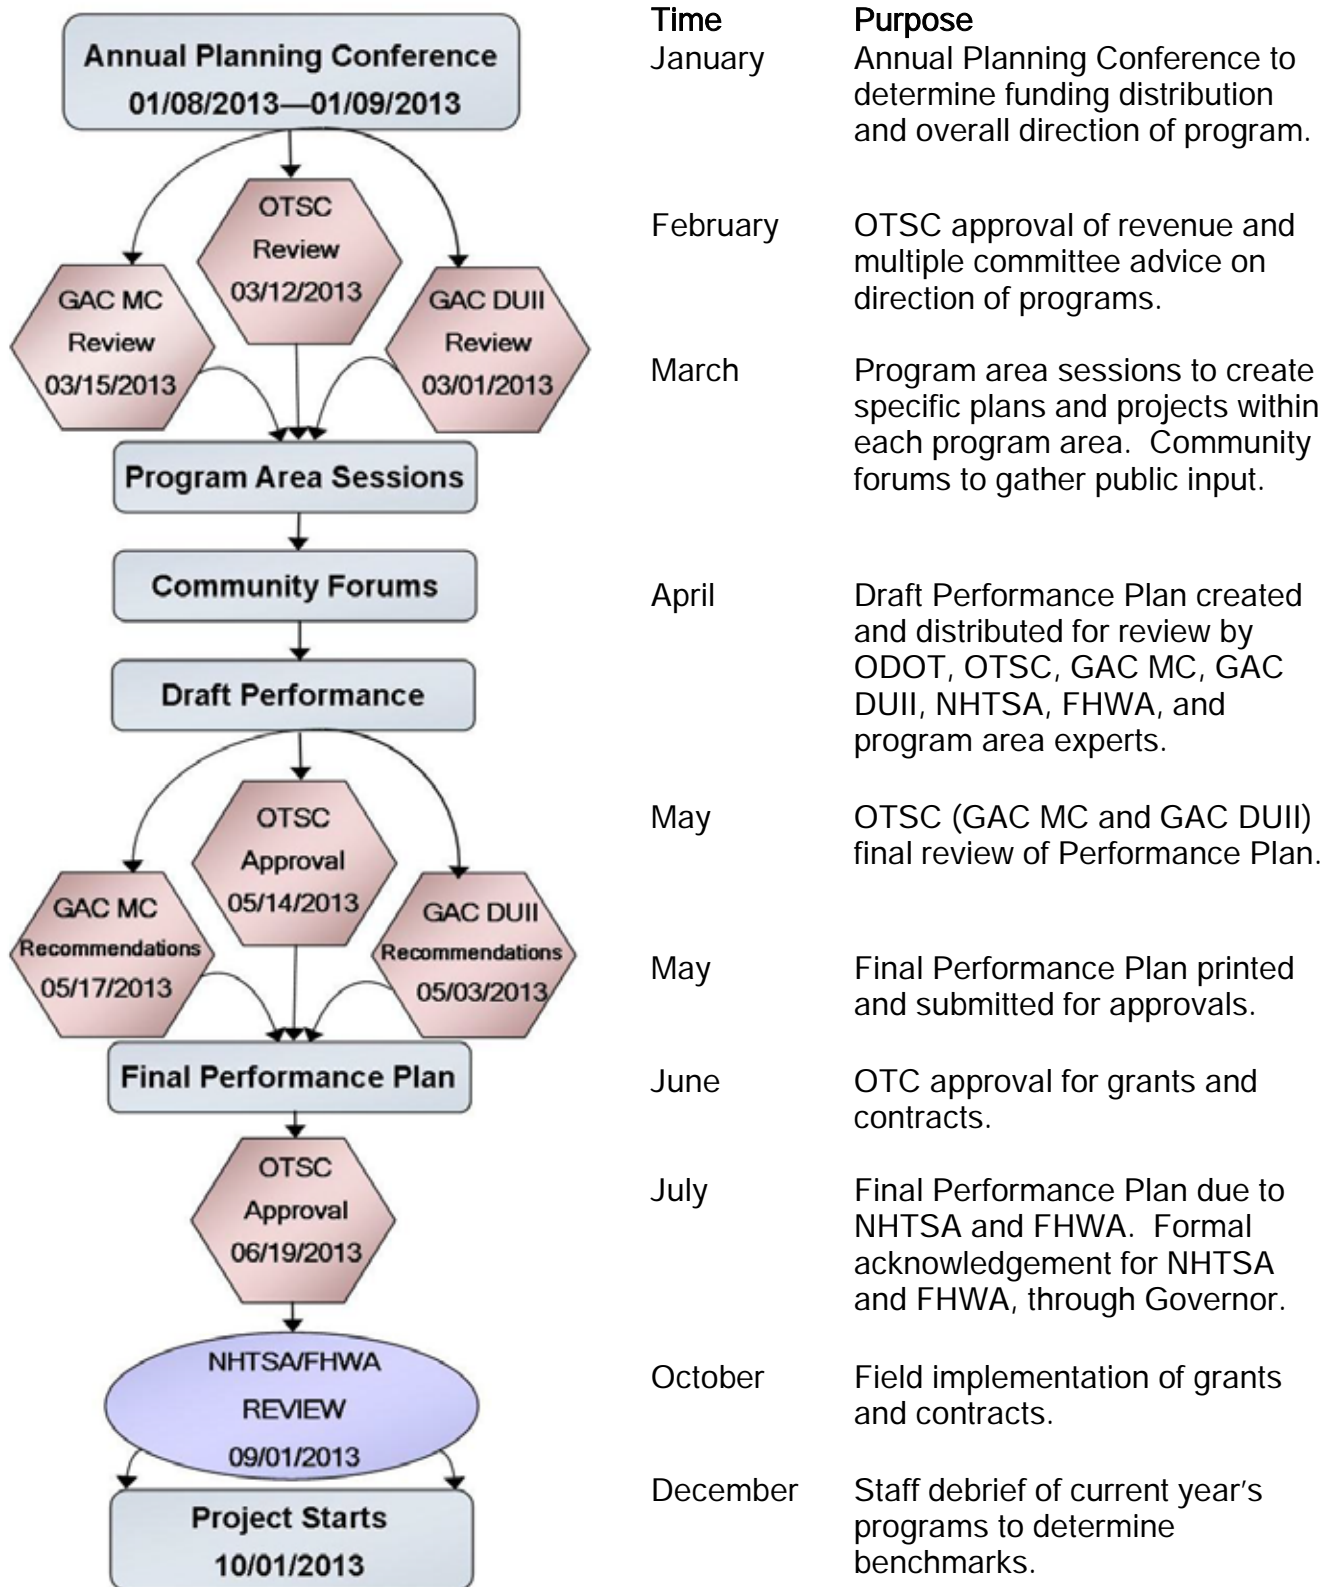 Annual Planning Conference
01/08/2013—01/09/2013
OTSC
Review
03/12/2013
GAC MC
Review
03/15/2013
GAC DUII
Review
03/01/2013
Program Area Sessions
Community Forums
Draft Performance
OTSC
Approval
05/14/2013
GAC MC
Recommendations
05/17/2013
GAC DUII
Recommendations
05/03/2013
Final Performance Plan
OTSC
Approval
06/19/2013
NHTSA/FHWA
REVIEW
09/01/2013
Project Starts
10/01/2013
Time Purpose
January Annual Planning Conference to
determine funding distribution
and overall direction of program.
February OTSC approval of revenue and
multiple committee advice on
direction of programs.
March Program area sessions to create
specific plans and projects within
each program area.  Community
forums to gather public input.
April Draft Performance Plan created
and distributed for review by
ODOT, OTSC, GAC MC, GAC
DUII, NHTSA, FHWA, and
program area experts.
May OTSC (GAC MC and GAC DUII)
final review of Performance Plan.
May Final Performance Plan printed
and submitted for approvals.
June OTC approval for grants and
contracts.
July Final Performance Plan due to
NHTSA and FHWA.  Formal
acknowledgement for NHTSA
and FHWA, through Governor.
October Field implementation of grants
and contracts.
December Staff debrief of current year's
programs to determine
benchmarks.